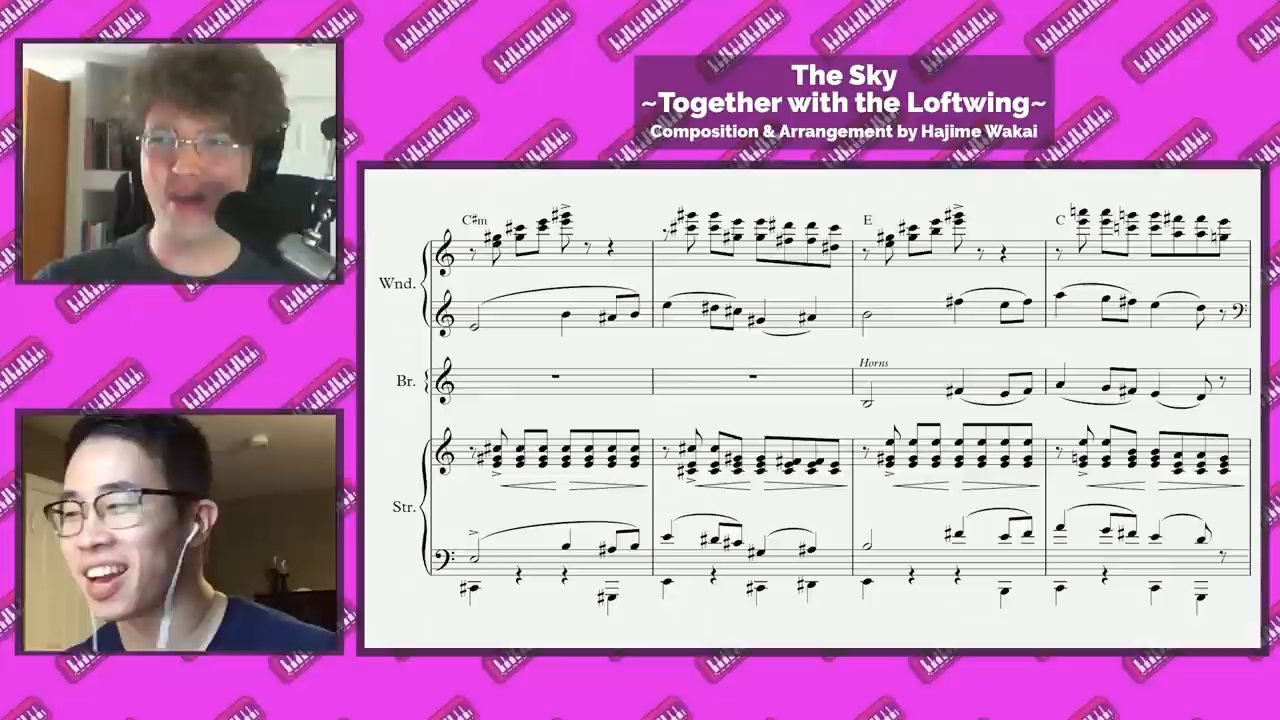 The Sky
~Together with the Loftwing~
Composition & Arrangement by Hajime Wakai
C♯m
E
C
Wnd.
Horns
Br.
Str.